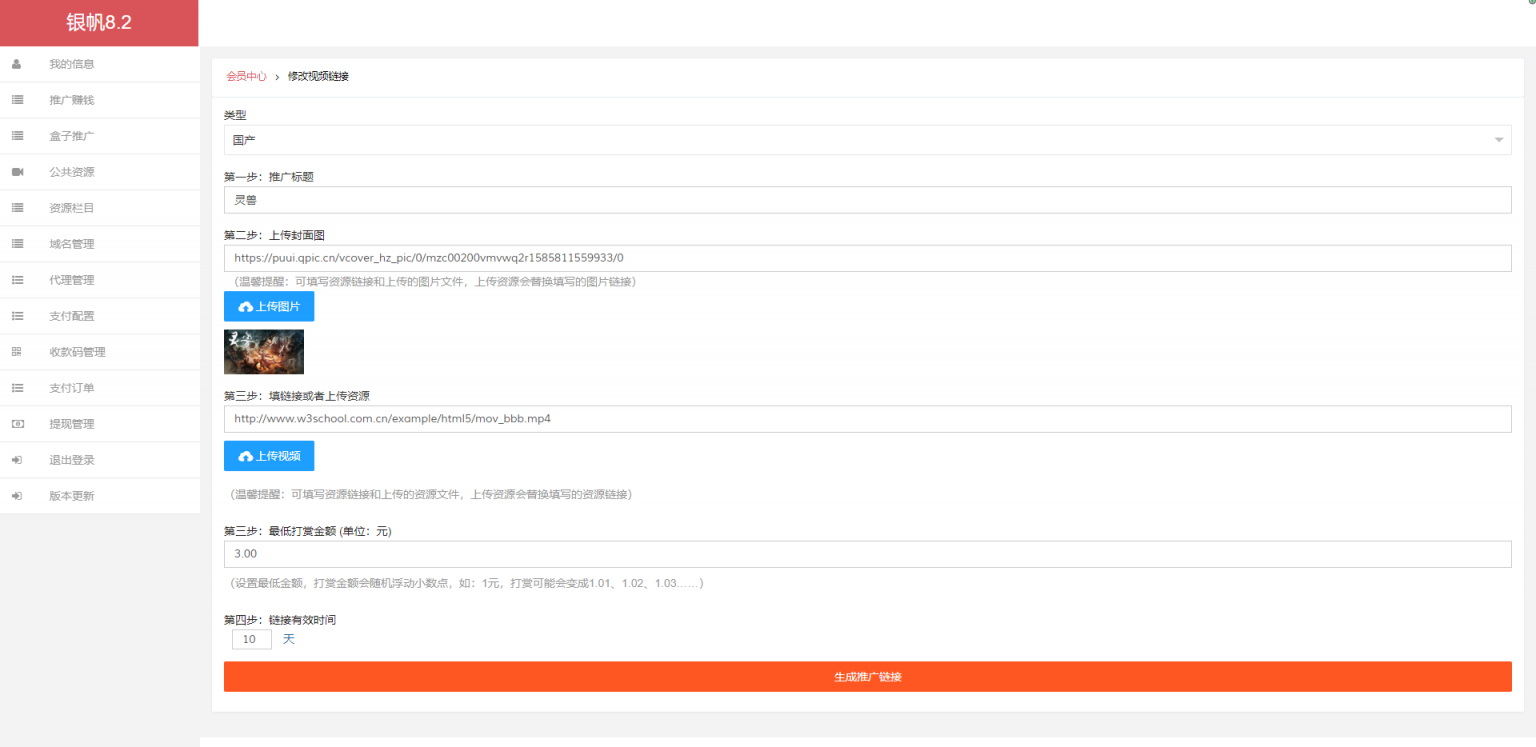 银帆8.2
我的信息
推广赚钱
盒子推广
公共资源
资源栏目
域名管理
代理管理
支付配置
收款码管理
支付订单
提现管理
退出登录
版本更新
会员中心 › 修改视频链接
类型
国产
第一步：推广标题
灵兽
第二步：上传封面图
https://puui.qpic.cn/vcover_hz_pic/0/mzc00200vmvwq2r1585811559933/0
（温馨提醒：可填写资源链接和上传的图片文件，上传资源会替换填写的图片链接）
上传图片
灵兽
第三步：填链接或者上传资源
http://www.w3school.com.cn/example/html5/mov_bbb.mp4
上传视频
（温馨提醒：可填写资源链接和上传的资源文件，上传资源会替换填写的资源链接）
第三步：最低打赏金额 (单位：元)
3.00
（设置最低金额，打赏金额会随机浮动小数点，如：1元，打赏可能会变成1.01、1.02、1.03……）
第四步：链接有效时间
10 天
生成推广链接